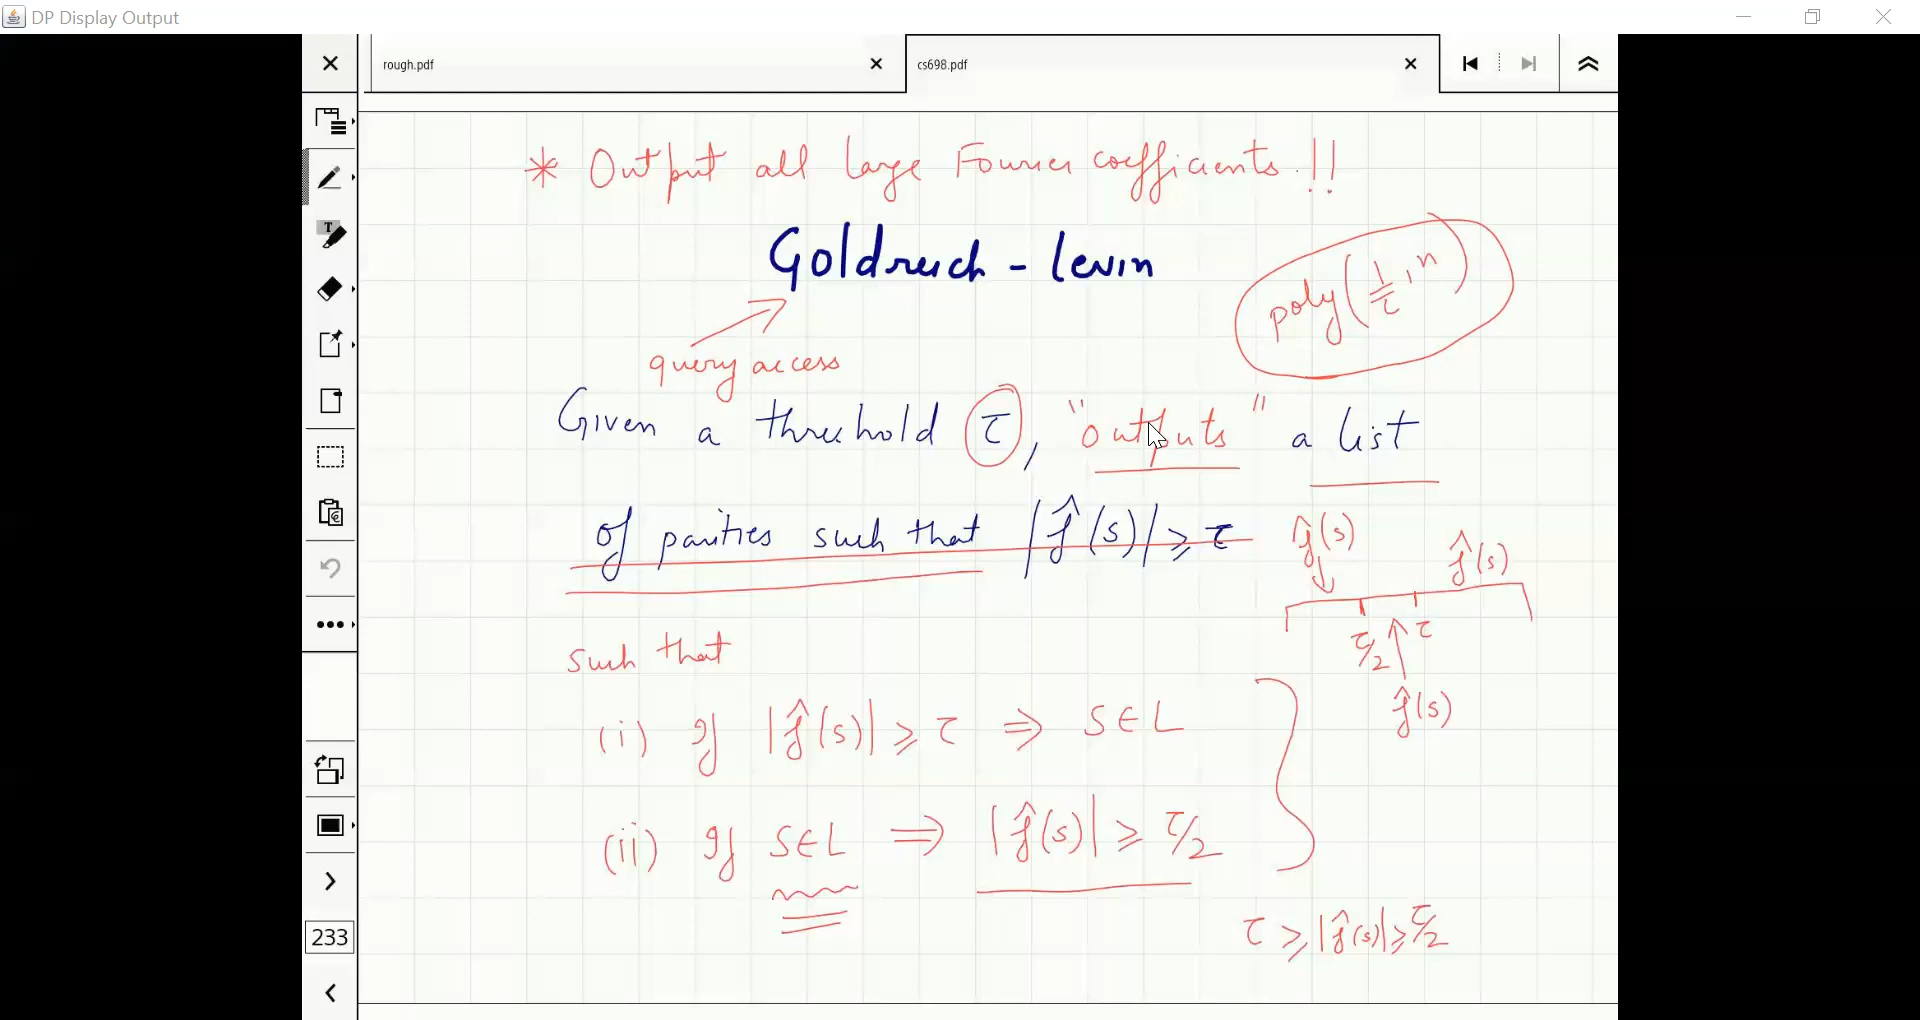 DP Display Output
rough.pdf
cs698.pdf
* Output all large Fourier coefficients !!
Goldreich - Levin
poly(1/τ, n)
query access
Given a threshold τ, "outputs" a list
of parities such that |f̂(s)| ≥ τ
f̂(s)
f̂(s)
τ/2 τ
f̂(s)
such that
(i) If |f̂(s)| ≥ τ ⇒ S ∈ L
(ii) If S ∈ L ⇒ |f̂(s)| ≥ τ/2
τ ≥ |f̂(s)| ≥ τ/2
233